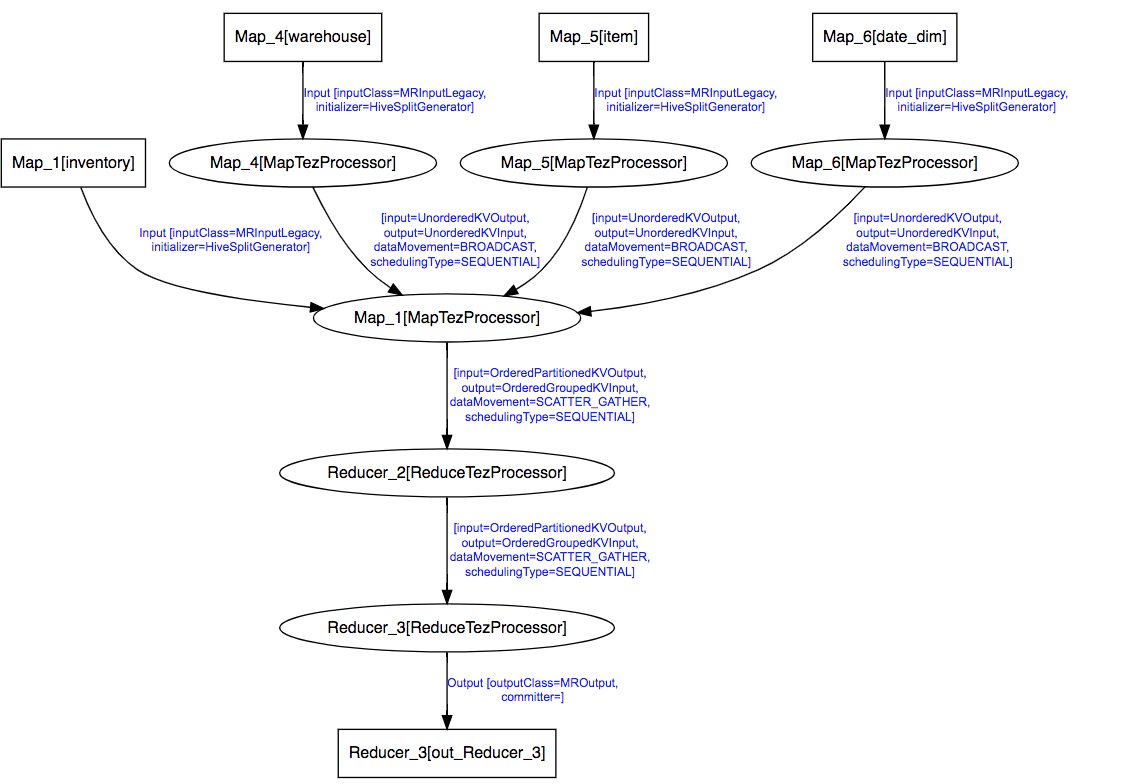 Map_4[warehouse]
Map_5[item]
Map_6[date_dim]
Input [inputClass=MRInputLegacy,
initializer=HiveSplitGenerator]
Input [inputClass=MRInputLegacy,
initializer=HiveSplitGenerator]
Input [inputClass=MRInputLegacy,
initializer=HiveSplitGenerator]
Map_1[inventory]
Map_4[MapTezProcessor]
Map_5[MapTezProcessor]
Map_6[MapTezProcessor]
Input [inputClass=MRInputLegacy,
initializer=HiveSplitGenerator]
[input=UnorderedKVOutput,
output=UnorderedKVInput,
dataMovement=BROADCAST,
schedulingType=SEQUENTIAL]
[input=UnorderedKVOutput,
output=UnorderedKVInput,
dataMovement=BROADCAST,
schedulingType=SEQUENTIAL]
[input=UnorderedKVOutput,
output=UnorderedKVInput,
dataMovement=BROADCAST,
schedulingType=SEQUENTIAL]
Map_1[MapTezProcessor]
[input=OrderedPartitionedKVOutput,
output=OrderedGroupedKVInput,
dataMovement=SCATTER_GATHER,
schedulingType=SEQUENTIAL]
Reducer_2[ReduceTezProcessor]
[input=OrderedPartitionedKVOutput,
output=OrderedGroupedKVInput,
dataMovement=SCATTER_GATHER,
schedulingType=SEQUENTIAL]
Reducer_3[ReduceTezProcessor]
Output [outputClass=MROutput,
committer=]
Reducer_3[out_Reducer_3]